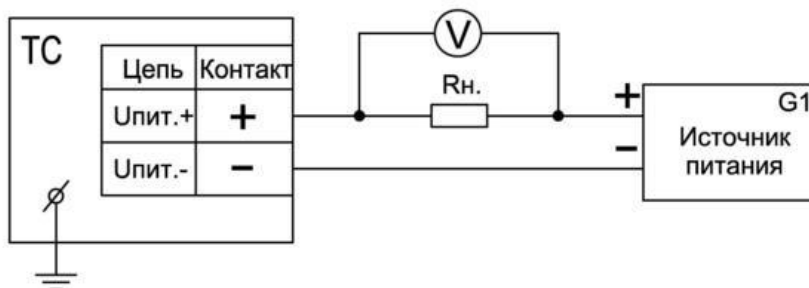 ТС
Цепь Контакт
Uпит.+ +
Uпит.- −
V
Rн.
+
−
G1
Источник
питания